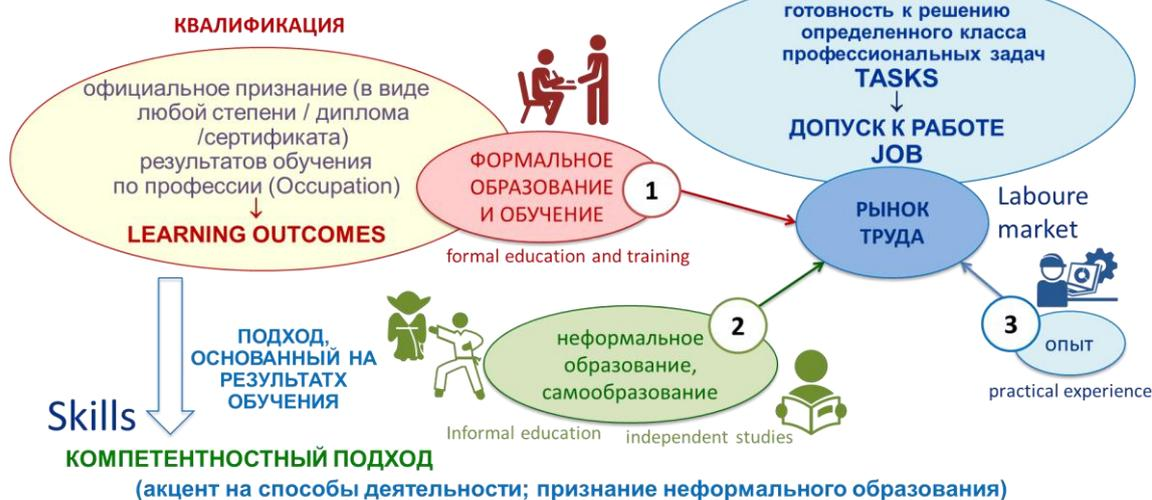 КВАЛИФИКАЦИЯ
официальное признание (в виде
любой степени / диплома
/сертификата)
результатов обучения
по профессии (Occupation)
↓
LEARNING OUTCOMES
ФОРМАЛЬНОЕ
ОБРАЗОВАНИЕ
И ОБУЧЕНИЕ
1
formal education and training
готовность к решению
определенного класса
профессиональных задач
TASKS
↓
ДОПУСК К РАБОТЕ
JOB
РЫНОК
ТРУДА
Laboure
market
ПОДХОД,
ОСНОВАННЫЙ НА
РЕЗУЛЬТАТХ
ОБУЧЕНИЯ
Skills
2
неформальное
образование,
самообразование
Informal education
independent studies
3
опыт
practical experience
КОМПЕТЕНТНОСТНЫЙ ПОДХОД
(акцент на способы деятельности; признание неформального образования)